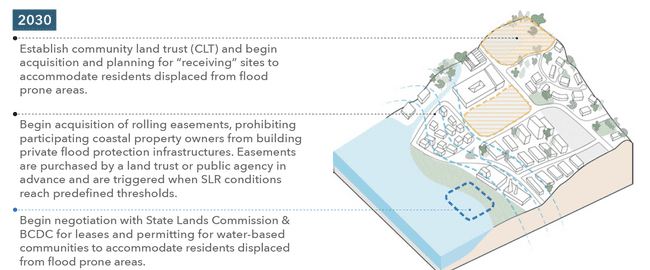 2030
Establish community land trust (CLT) and begin
acquisition and planning for “receiving” sites to
accommodate residents displaced from flood
prone areas.
Begin acquisition of rolling easements, prohibiting
participating coastal property owners from building
private flood protection infrastructures. Easements
are purchased by a land trust or public agency in
advance and are triggered when SLR conditions
reach predefined thresholds.
Begin negotiation with State Lands Commission &
BCDC for leases and permitting for water-based
communities to accommodate residents displaced
from flood prone areas.